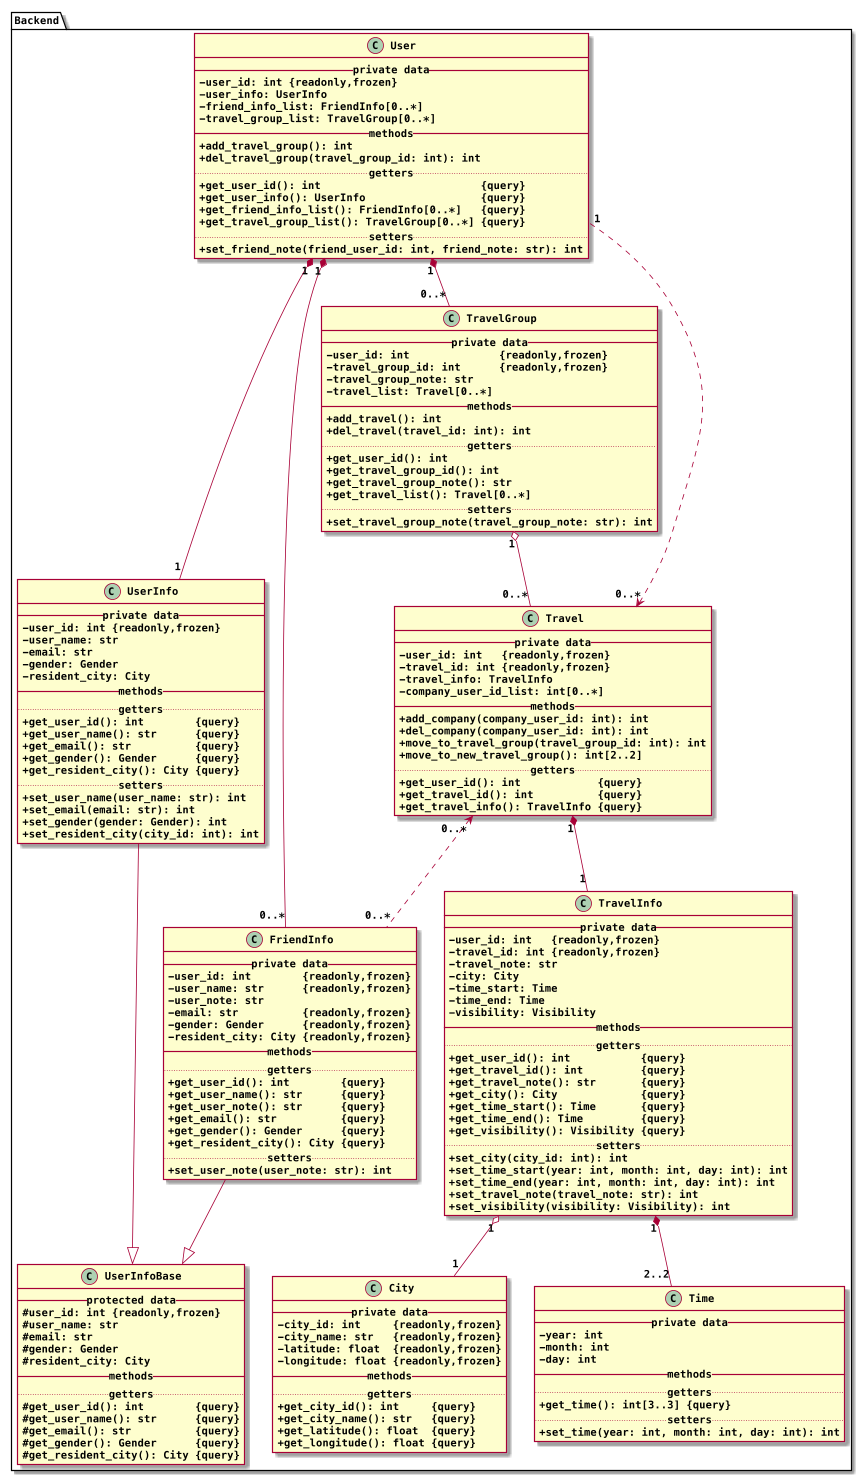 Backend
C User
private data
-user_id: int {readonly,frozen}
-user_info: UserInfo
-friend_info_list: FriendInfo[0..*]
-travel_group_list: TravelGroup[0..*]
methods
+add_travel_group(): int
+del_travel_group(travel_group_id: int): int
getters
+get_user_id(): int {query}
+get_user_info(): UserInfo {query}
+get_friend_info_list(): FriendInfo[0..*] {query}
+get_travel_group_list(): TravelGroup[0..*] {query}
setters
+set_friend_note(friend_user_id: int, friend_note: str): int
1
1 1 1
0..*
C TravelGroup
private data
-user_id: int {readonly,frozen}
-travel_group_id: int {readonly,frozen}
-travel_group_note: str
-travel_list: Travel[0..*]
methods
+add_travel(): int
+del_travel(travel_id: int): int
getters
+get_user_id(): int
+get_travel_group_id(): int
+get_travel_group_note(): str
+get_travel_list(): Travel[0..*]
setters
+set_travel_group_note(travel_group_note: str): int
1
1
0..* 0..*
C UserInfo
private data
-user_id: int {readonly,frozen}
-user_name: str
-email: str
-gender: Gender
-resident_city: City
methods
getters
+get_user_id(): int {query}
+get_user_name(): str {query}
+get_email(): str {query}
+get_gender(): Gender {query}
+get_resident_city(): City {query}
setters
+set_user_name(user_name: str): int
+set_email(email: str): int
+set_gender(gender: Gender): int
+set_resident_city(city_id: int): int
C Travel
private data
-user_id: int {readonly,frozen}
-travel_id: int {readonly,frozen}
-travel_info: TravelInfo
-company_user_id_list: int[0..*]
methods
+add_company(company_user_id: int): int
+del_company(company_user_id: int): int
+move_to_travel_group(travel_group_id: int): int
+move_to_new_travel_group(): int[2..2]
getters
+get_user_id(): int {query}
+get_travel_id(): int {query}
+get_travel_info(): TravelInfo {query}
0..* 1
1
0..* 0..*
C FriendInfo
private data
-user_id: int {readonly,frozen}
-user_name: str {readonly,frozen}
-user_note: str
-email: str {readonly,frozen}
-gender: Gender {readonly,frozen}
-resident_city: City {readonly,frozen}
methods
getters
+get_user_id(): int {query}
+get_user_name(): str {query}
+get_user_note(): str {query}
+get_email(): str {query}
+get_gender(): Gender {query}
+get_resident_city(): City {query}
setters
+set_user_note(user_note: str): int
C TravelInfo
private data
-user_id: int {readonly,frozen}
-travel_id: int {readonly,frozen}
-travel_note: str
-city: City
-time_start: Time
-time_end: Time
-visibility: Visibility
methods
getters
+get_user_id(): int {query}
+get_travel_id(): int {query}
+get_travel_note(): str {query}
+get_city(): City {query}
+get_time_start(): Time {query}
+get_time_end(): Time {query}
+get_visibility(): Visibility {query}
setters
+set_city(city_id: int): int
+set_time_start(year: int, month: int, day: int): int
+set_time_end(year: int, month: int, day: int): int
+set_travel_note(travel_note: str): int
+set_visibility(visibility: Visibility): int
1 1
1 2..2
C UserInfoBase
protected data
#user_id: int {readonly,frozen}
#user_name: str
#email: str
#gender: Gender
#resident_city: City
methods
getters
#get_user_id(): int {query}
#get_user_name(): str {query}
#get_email(): str {query}
#get_gender(): Gender {query}
#get_resident_city(): City {query}
C City
private data
-city_id: int {readonly,frozen}
-city_name: str {readonly,frozen}
-latitude: float {readonly,frozen}
-longitude: float {readonly,frozen}
methods
getters
+get_city_id(): int {query}
+get_city_name(): str {query}
+get_latitude(): float {query}
+get_longitude(): float {query}
C Time
private data
-year: int
-month: int
-day: int
methods
getters
+get_time(): int[3..3] {query}
setters
+set_time(year: int, month: int, day: int): int